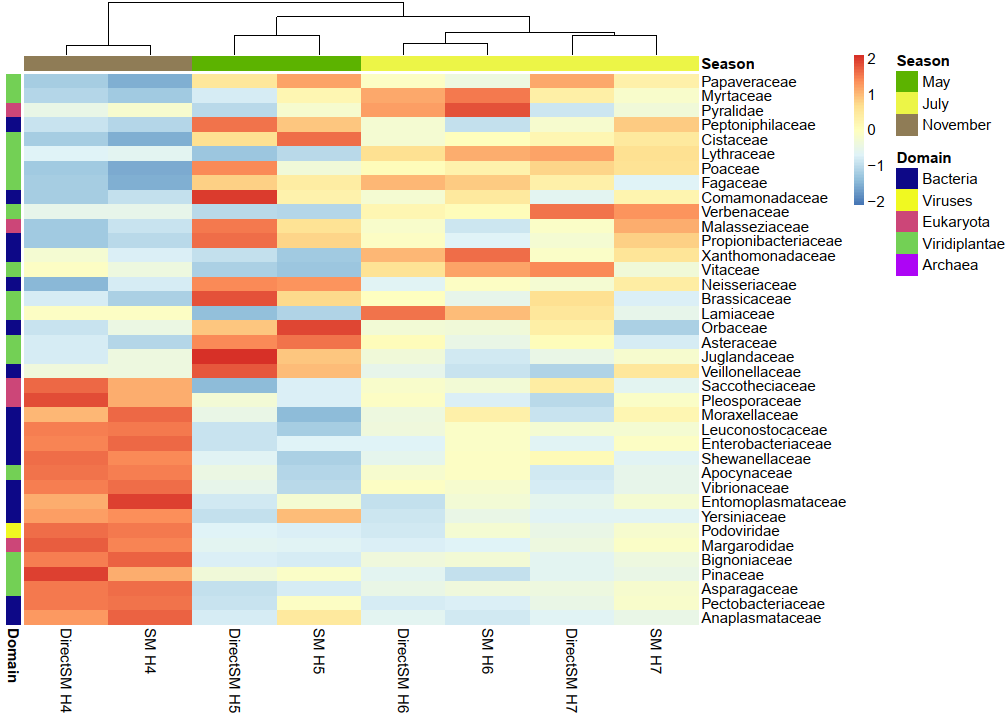 Season
Papaveraceae
Myrtaceae
Pyralidae
Peptoniphilaceae
Cistaceae
Lythraceae
Poaceae
Fagaceae
Comamonadaceae
Verbenaceae
Malasseziaceae
Propionibacteriaceae
Xanthomonadaceae
Vitaceae
Neisseriaceae
Brassicaceae
Lamiaceae
Orbaceae
Asteraceae
Juglandaceae
Veillonellaceae
Saccotheciaceae
Pleosporaceae
Moraxellaceae
Leuconostocaceae
Enterobacteriaceae
Shewanellaceae
Apocynaceae
Vibrionaceae
Entomoplasmataceae
Yersiniaceae
Podoviridae
Margarodidae
Bignoniaceae
Pinaceae
Asparagaceae
Pectobacteriaceae
Anaplasmataceae
Domain
DirectSM H4
SM H4
DirectSM H5
SM H5
DirectSM H6
SM H6
DirectSM H7
SM H7
2
1
0
−1
−2
Season
May
July
November
Domain
Bacteria
Viruses
Eukaryota
Viridiplantae
Archaea